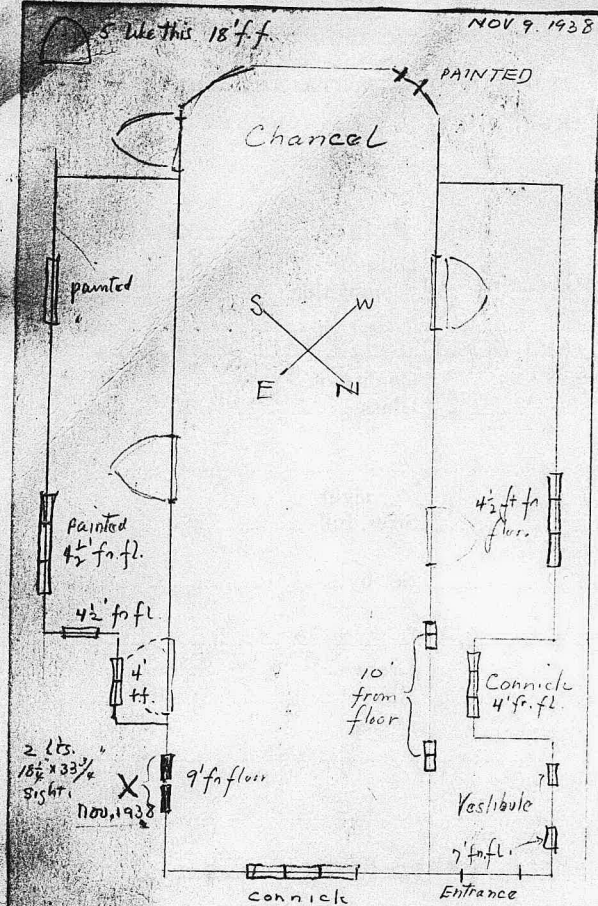 5 like this 18' f.f.
NOV 9. 1938
PAINTED
Chancel
painted
"
S W
E N
Painted
4½' fr. fl.
4½ ft fr
floor.
4½' fr fl
4'
f.f.
10'
from
floor
Connick
4' fr. fl.
2 lts.
18¼" x 33¾"
sight.
X
Nov, 1938
9' fr floor
Vestibule
7' fr. fl.
Connick
Entrance